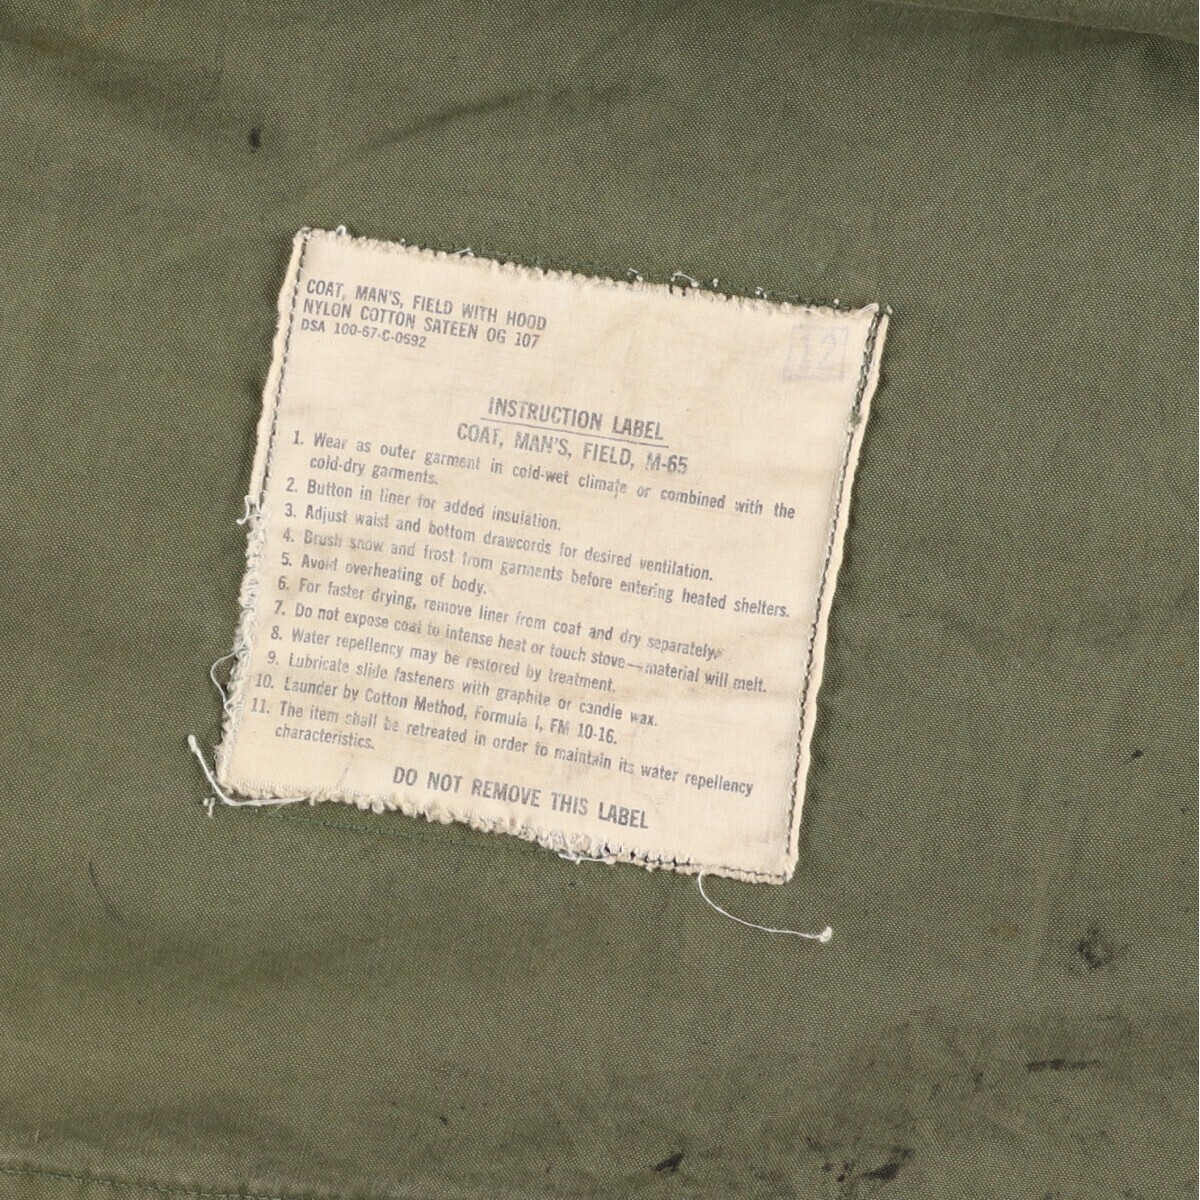 COAT, MAN'S, FIELD WITH HOOD
NYLON COTTON SATEEN OG 107
DSA 100-67-C-0592
12
INSTRUCTION LABEL
COAT, MAN'S, FIELD, M-65
1. Wear as outer garment in cold-wet climate or combined with the
cold-dry garments.
2. Button in liner for added insulation.
3. Adjust waist and bottom drawcords for desired ventilation.
4. Brush snow and frost from garments before entering heated shelters.
5. Avoid overheating of body.
6. For faster drying, remove liner from coat and dry separately.
7. Do not expose coat to intense heat or touch stove—material will melt.
8. Water repellency may be restored by treatment.
9. Lubricate slide fasteners with graphite or candle wax.
10. Launder by Cotton Method, Formula I, FM 10-16.
11. The item shall be retreated in order to maintain its water repellency
characteristics.
DO NOT REMOVE THIS LABEL